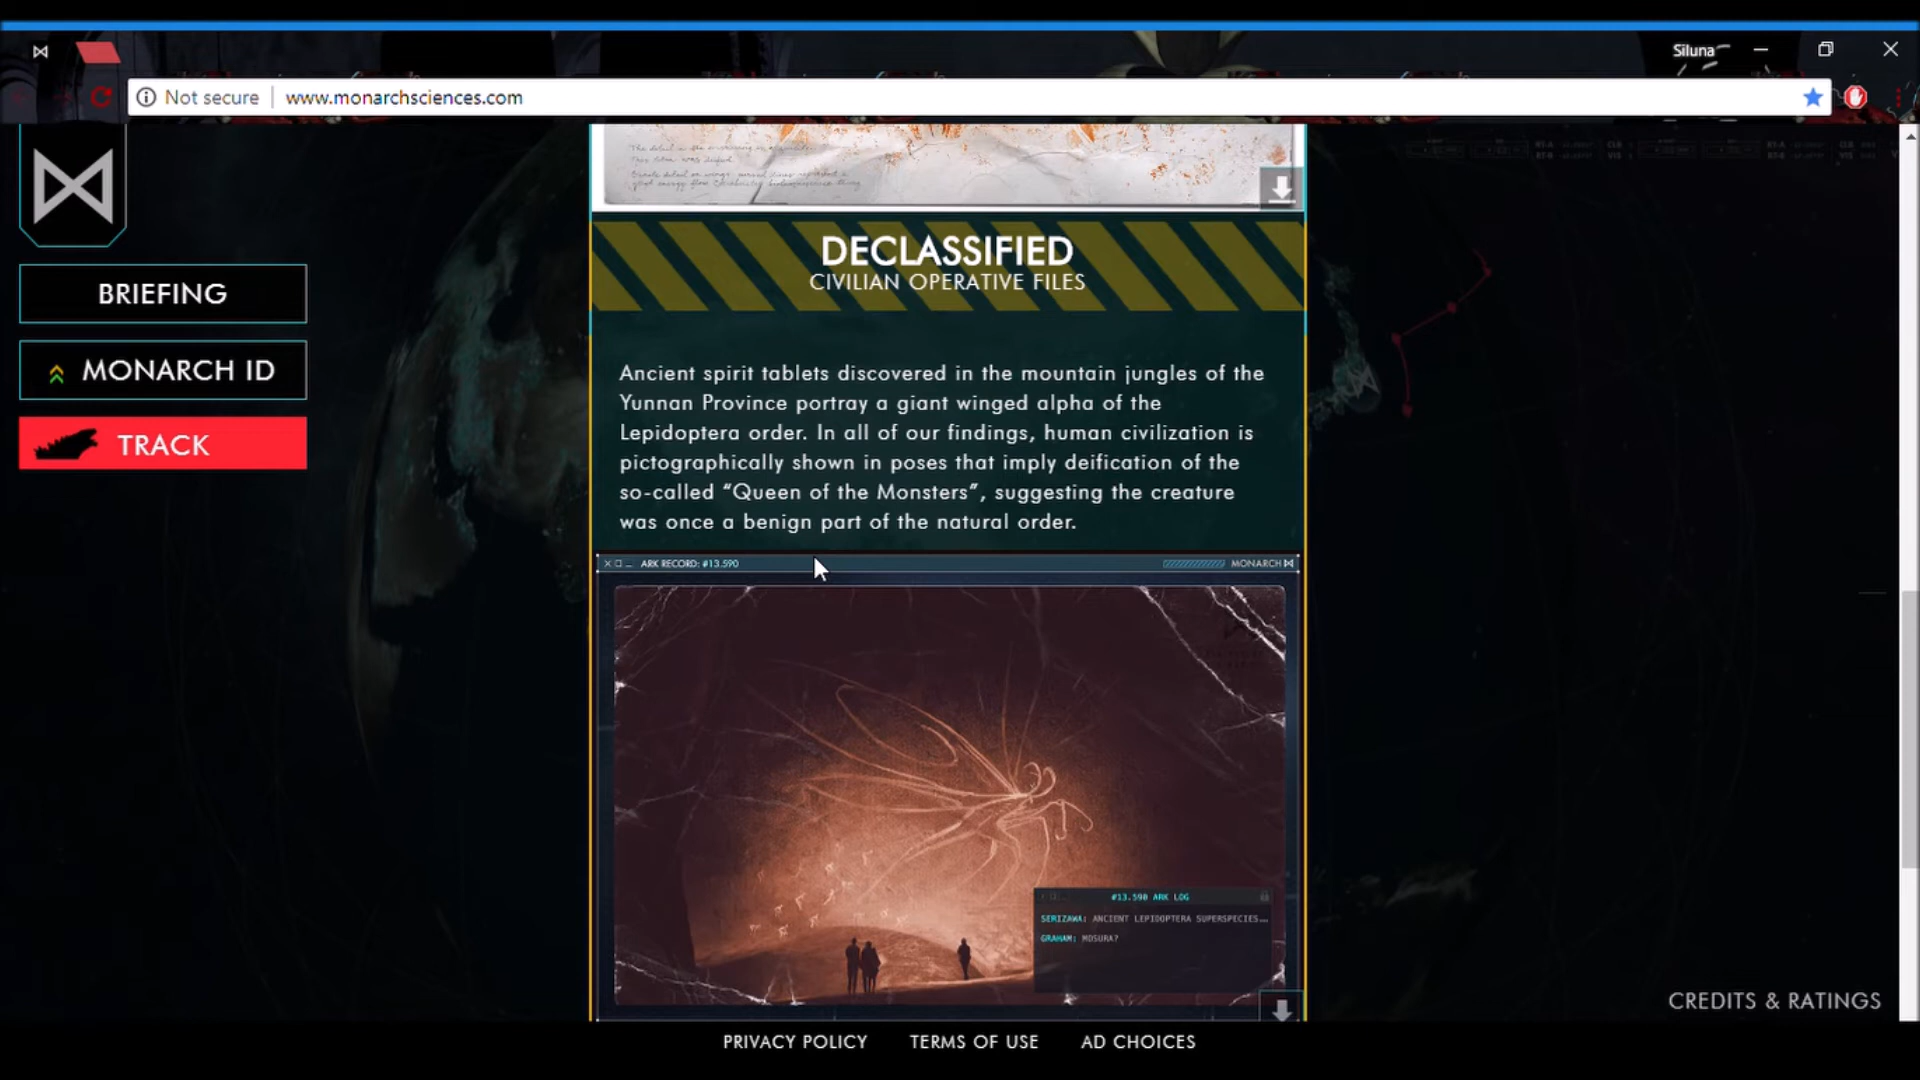 Siluna
Not secure
www.monarchsciences.com
BRIEFING
MONARCH ID
TRACK
DECLASSIFIED
CIVILIAN OPERATIVE FILES
Ancient spirit tablets discovered in the mountain jungles of the
Yunnan Province portray a giant winged alpha of the
Lepidoptera order. In all of our findings, human civilization is
pictographically shown in poses that imply deification of the
so-called “Queen of the Monsters”, suggesting the creature
was once a benign part of the natural order.
ARK RECORD: #13.590
MONARCH
#13.590 ARK LOG
SERIZAWA: ANCIENT LEPIDOPTERA SUPERSPECIES...
GRAHAM: MOSURA?
CREDITS & RATINGS
PRIVACY POLICY
TERMS OF USE
AD CHOICES